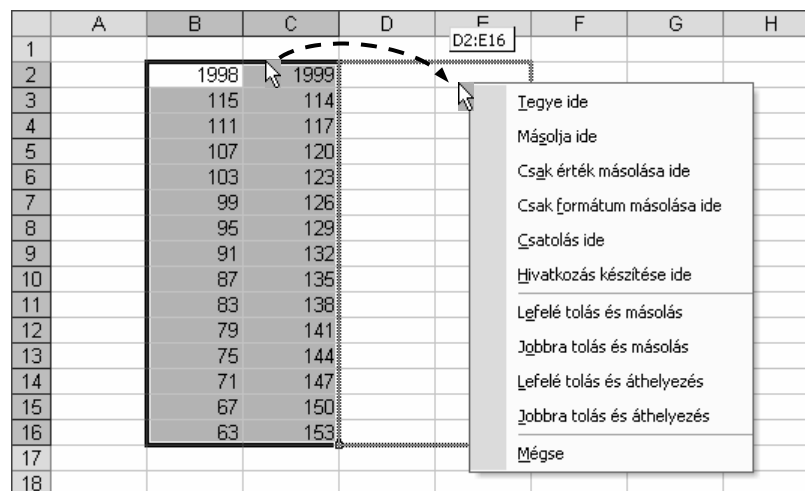 A B C D E F G H
D2:E16
1
2 1998 1999
3 115 114
4 111 117
5 107 120
6 103 123
7 99 126
8 95 129
9 91 132
10 87 135
11 83 138
12 79 141
13 75 144
14 71 147
15 67 150
16 63 153
17
18
Tegye ide
Másolja ide
Csak érték másolása ide
Csak formátum másolása ide
Csatolás ide
Hivatkozás készítése ide
Lefelé tolás és másolás
Jobbra tolás és másolás
Lefelé tolás és áthelyezés
Jobbra tolás és áthelyezés
Mégse